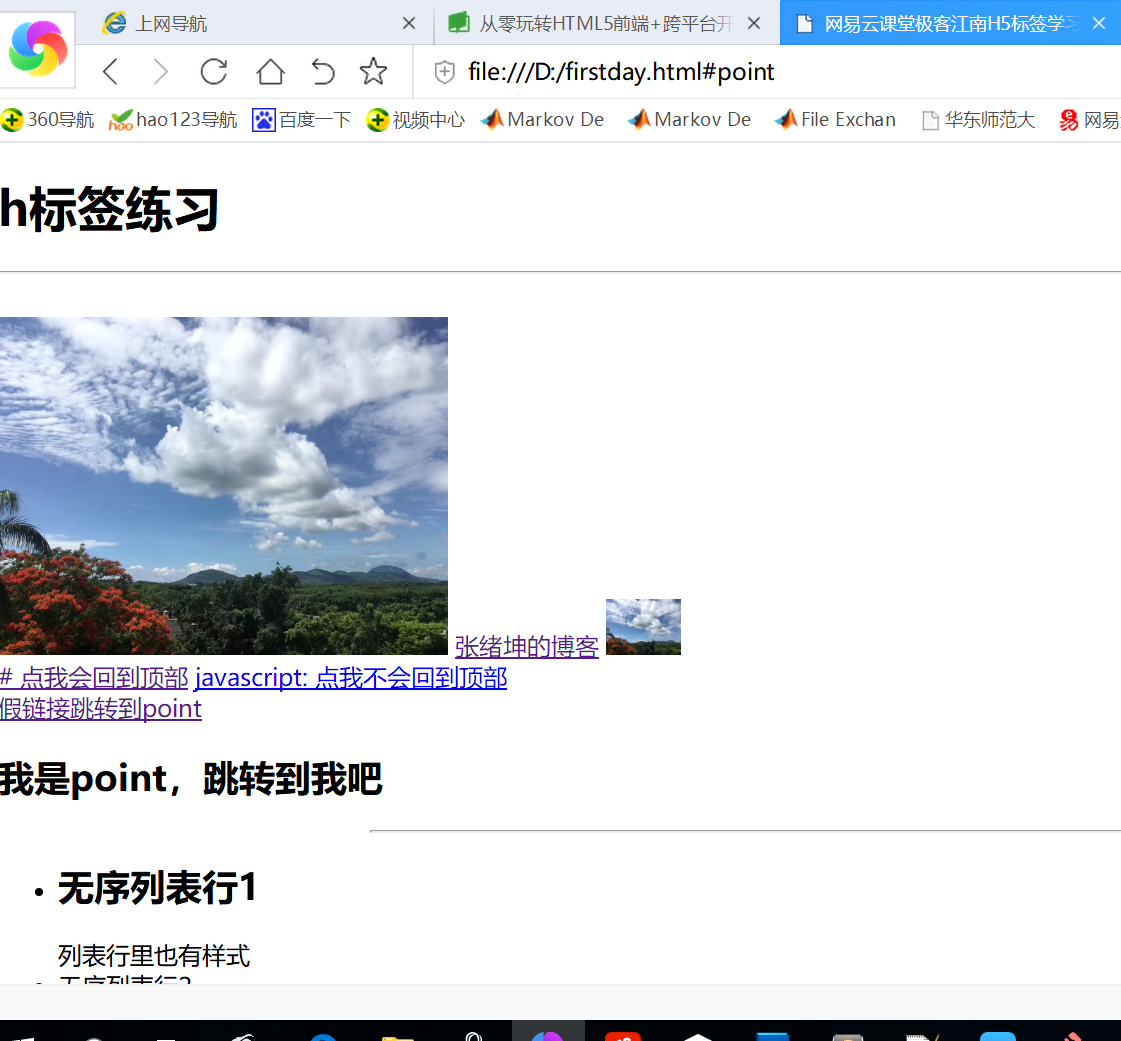 上网导航
从零玩转HTML5前端+跨平台开
网易云课堂极客江南H5标签学习
file:///D:/firstday.html#point
360导航 hao123导航 百度一下 视频中心 Markov De Markov De File Exchan 华东师范大 网易
h标签练习
张绪坤的博客
# 点我会回到顶部 javascript: 点我不会回到顶部
假链接跳转到point
我是point，跳转到我吧
无序列表行1
列表行里也有样式
无序列表行2